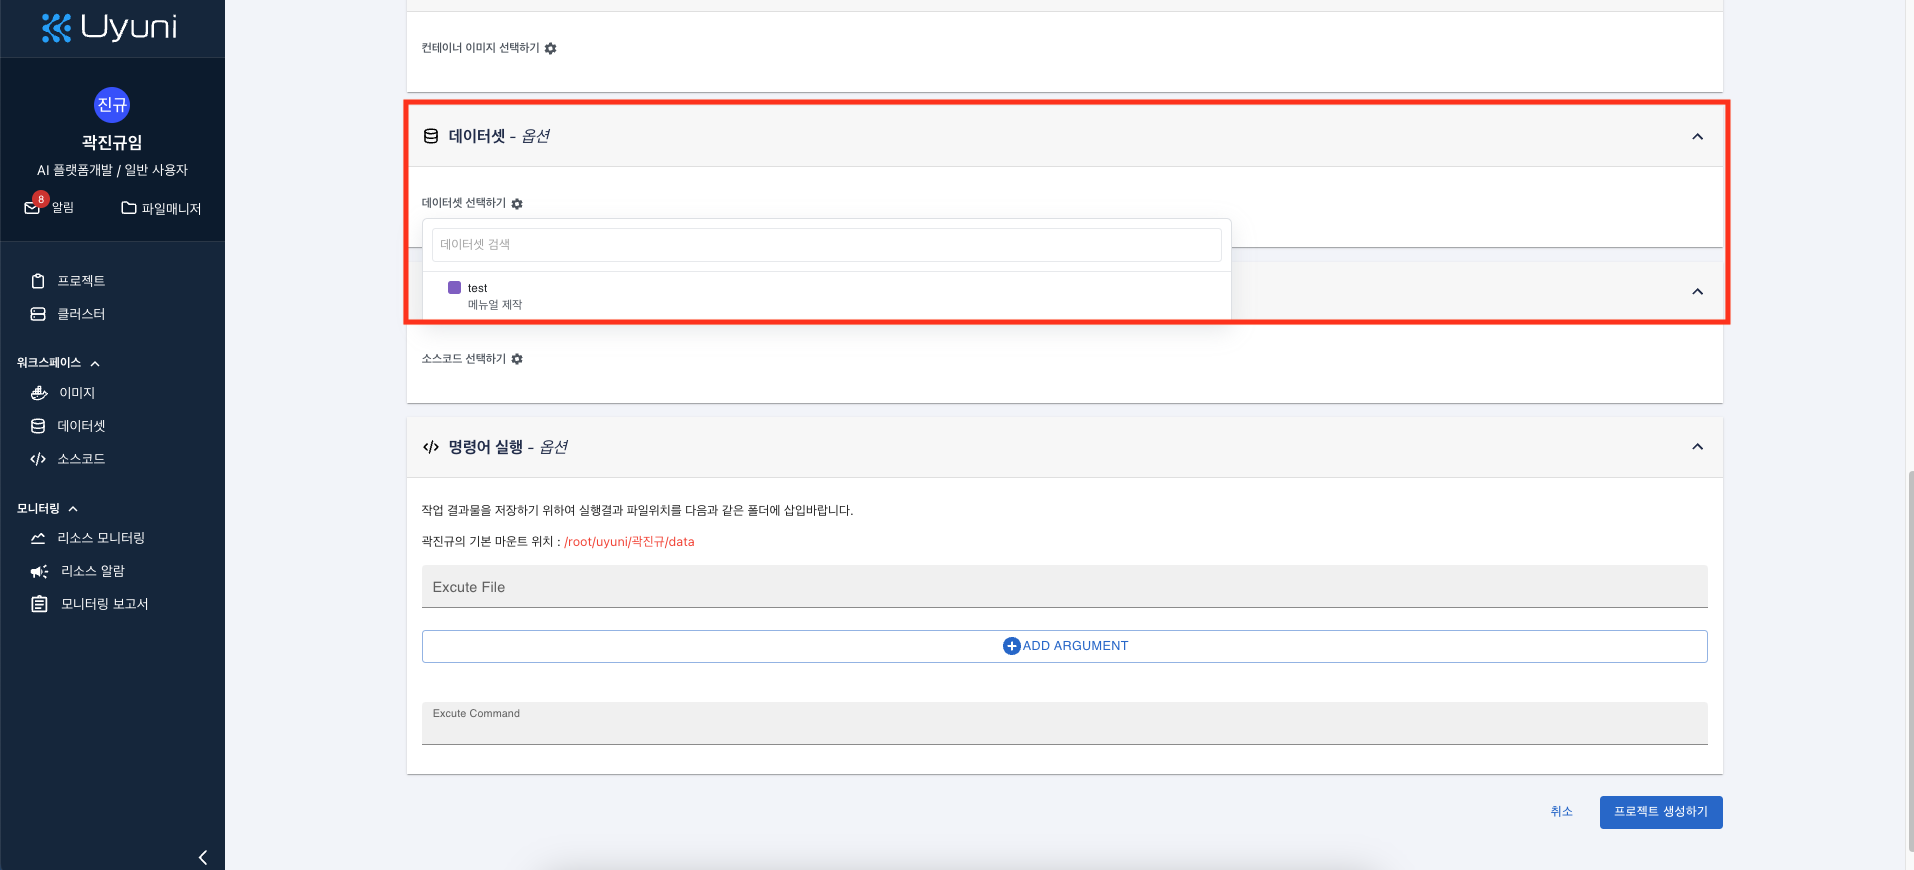 Uyuni
진규
곽진규임
AI 플랫폼개발 / 일반 사용자
8
알림
파일매니저
프로젝트
클러스터
워크스페이스
이미지
데이터셋
소스코드
모니터링
리소스 모니터링
리소스 알람
모니터링 보고서
컨테이너 이미지 선택하기
데이터셋 - 옵션
데이터셋 선택하기
데이터셋 검색
test
메뉴얼 제작
소스코드 선택하기
명령어 실행 - 옵션
작업 결과물을 저장하기 위하여 실행결과 파일위치를 다음과 같은 폴더에 삽입바랍니다.
곽진규의 기본 마운트 위치 : /root/uyuni/곽진규/data
Excute File
ADD ARGUMENT
Excute Command
취소
프로젝트 생성하기